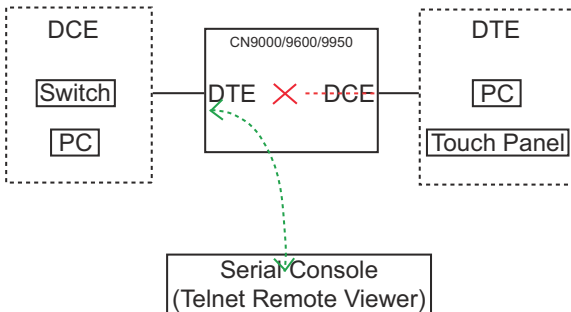 DCE
CN9000/9600/9950
DTE
Switch
DTE
DCE
PC
PC
Touch Panel
Serial Console
(Telnet Remote Viewer)